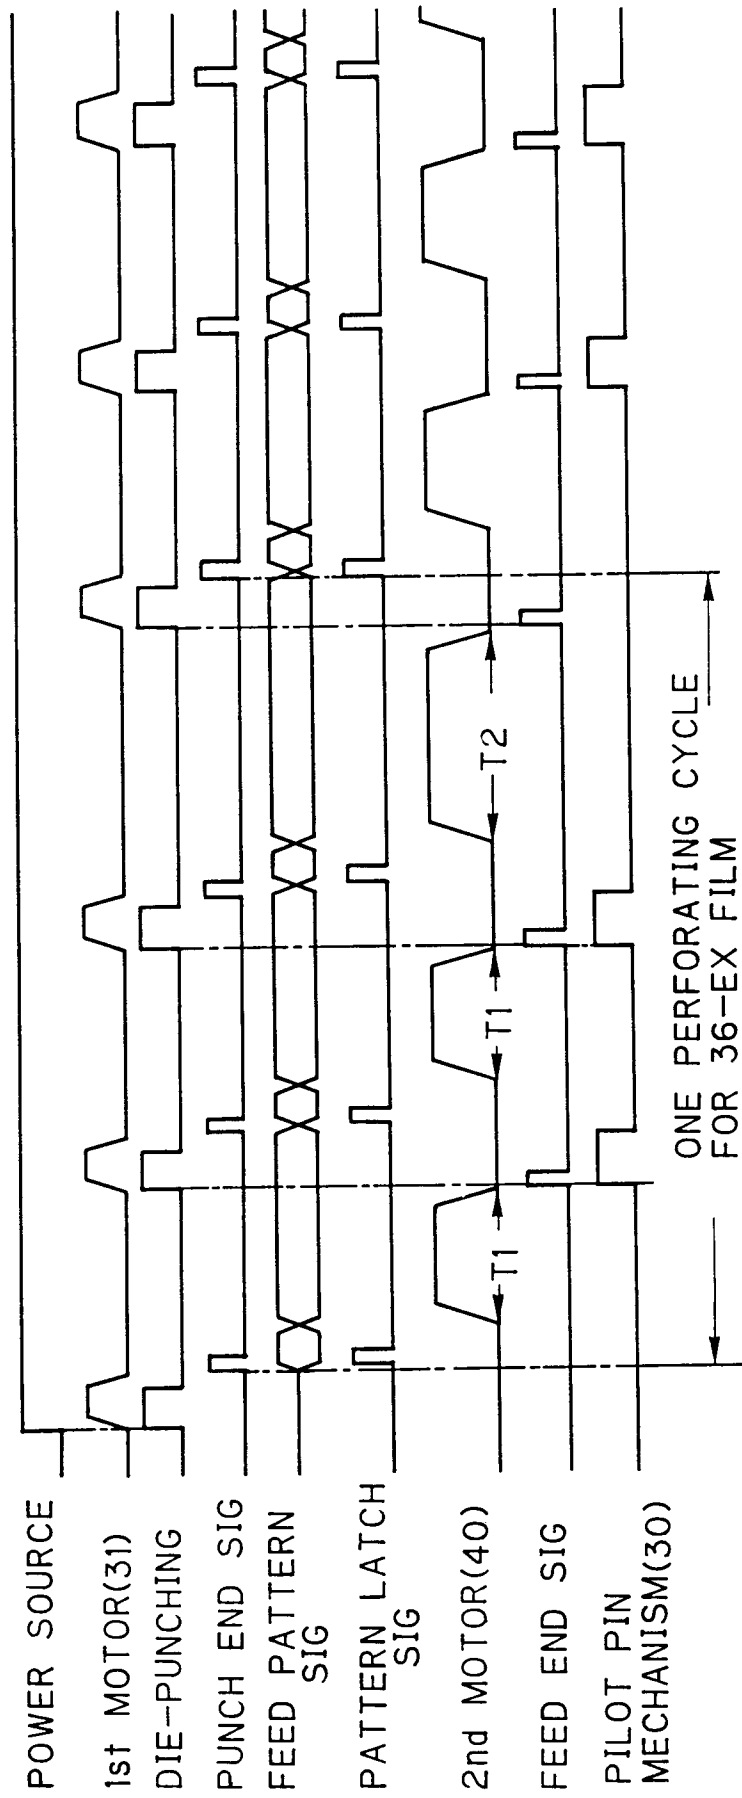 POWER SOURCE
1st MOTOR(31)
DIE-PUNCHING
PUNCH END SIG
FEED PATTERN
SIG
PATTERN LATCH
SIG
2nd MOTOR(40)
T1
T1
T2
FEED END SIG
PILOT PIN
MECHANISM(30)
ONE PERFORATING CYCLE
FOR 36-EX FILM